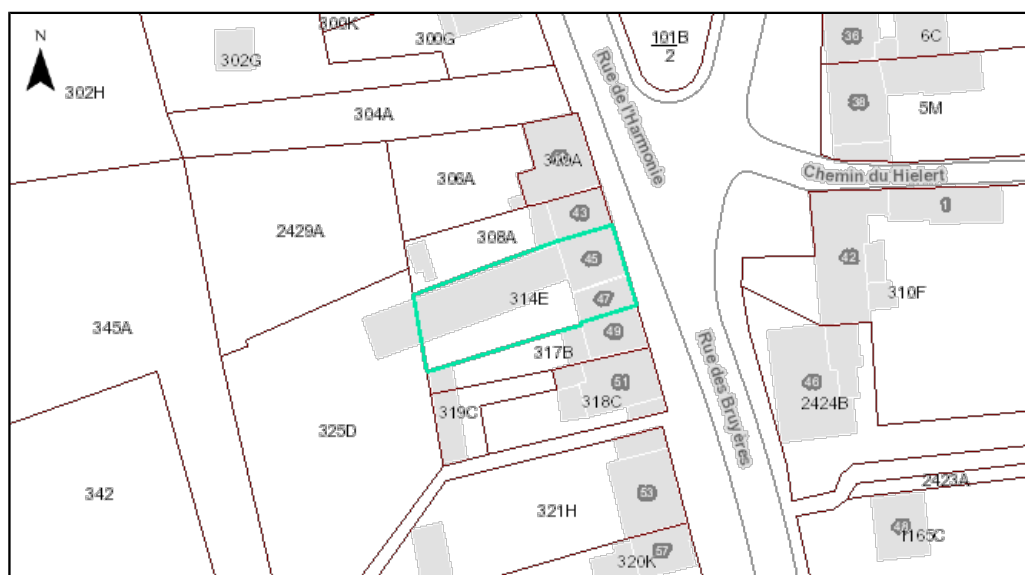 300K
300G
101B
2
36
6C
N
302G
302H
Rue de l'Harmonie
38
5M
304A
309A
Chemin du Hielert
306A
1
43
2429A
308A
45
42
310F
314E
47
345A
49
317B
Rue des Bruyères
51
46
2424B
318C
319C
325D
2423A
342
53
321H
48
1165C
57
320K